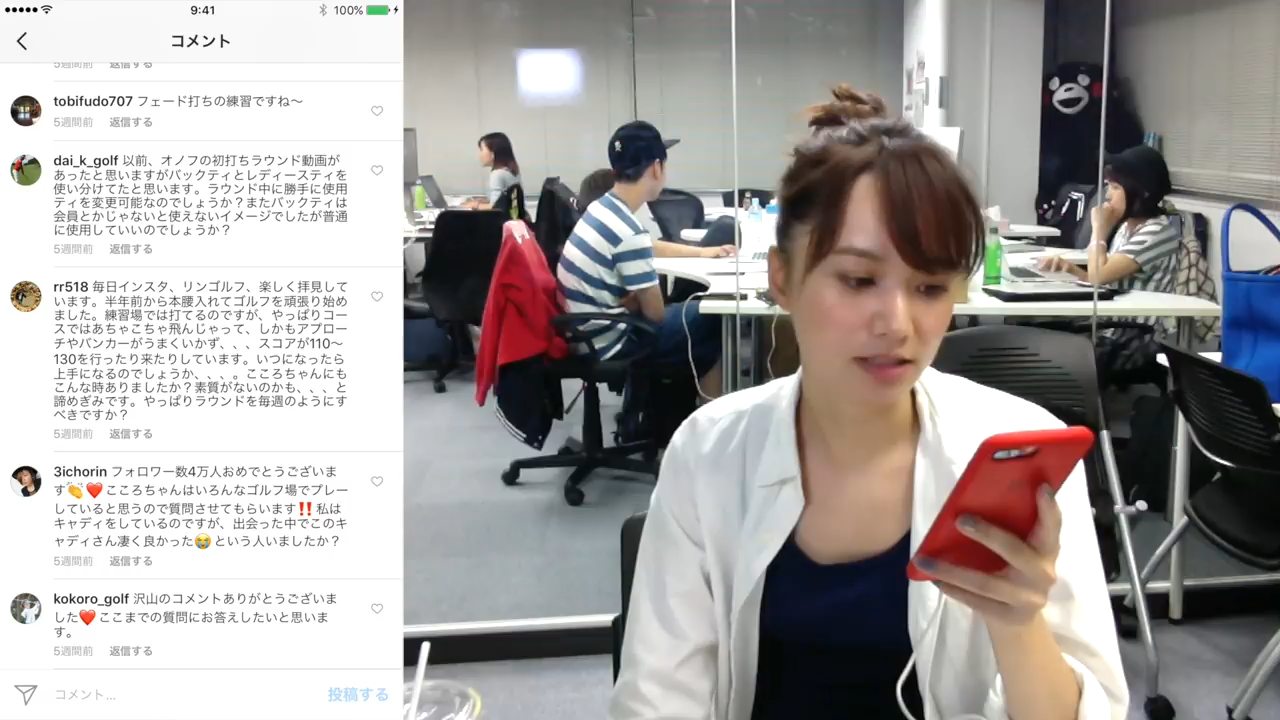 9:41
100%
コメント
5週間前 返信する
tobifudo707 フェード打ちの練習ですね〜
5週間前 返信する
dai_k_golf 以前、オノフの初打ちラウンド動画が
あったと思いますがバックティとレディースティを
使い分けてたと思います。ラウンド中に勝手に使用
ティを変更可能なのでしょうか？またバックティは
会員とかじゃないと使えないイメージでしたが普通
に使用していいのでしょうか？
5週間前 返信する
rr518 毎日インスタ、リンゴルフ、楽しく拝見して
います。半年前から本腰入れてゴルフを頑張り始め
ました。練習場では打てるのですが、やっぱりコー
スではあちゃこちゃ飛んじゃって、しかもアプロー
チやバンカーがうまくいかず、、、スコアが110〜
130を行ったり来たりしています。いつになったら
上手になるのでしょうか、、、。こころちゃんにも
こんな時ありましたか？素質がないのかも、、、と
諦めぎみです。やっぱりラウンドを毎週のようにす
べきですか？
5週間前 返信する
3ichorin フォロワー数4万人おめでとうございま
す👏❤️こころちゃんはいろんなゴルフ場でプレー
していると思うので質問させてもらいます‼️私は
キャディをしているのですが、出会った中でこのキ
ャディさん凄く良かった😭という人いましたか？
5週間前 返信する
kokoro_golf 沢山のコメントありがとうございま
した❤️ここまでの質問にお答えしたいと思いま
す。
5週間前 返信する
コメント... 投稿する